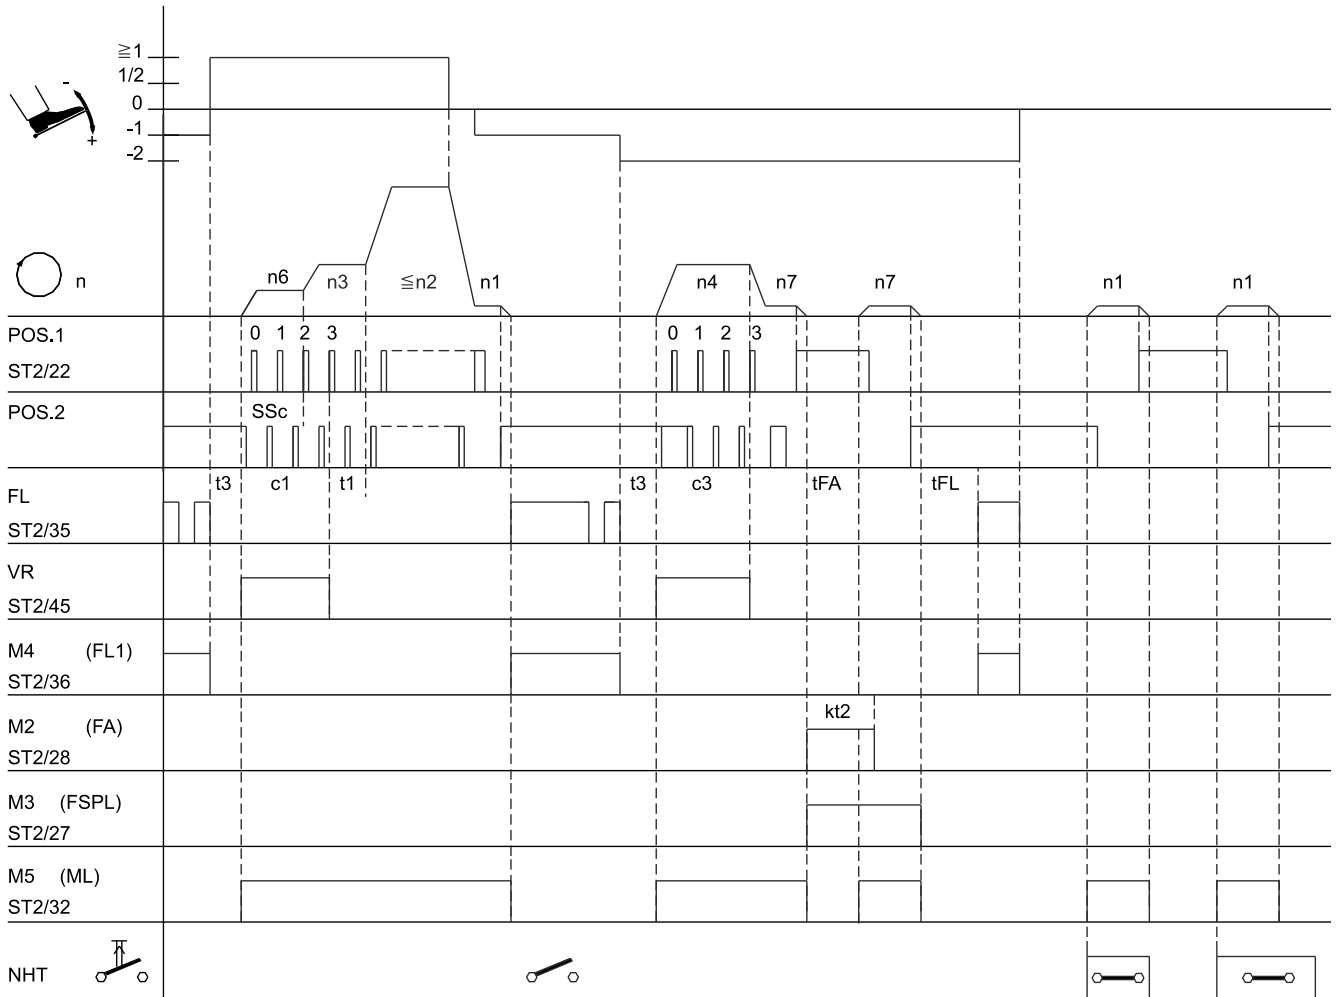 ≧1
1/2
0
-1
-2
-
+
n
n6
n3
≦n2
n1
n4
n7
n7
n1
n1
POS.1
0 1 2 3
0 1 2 3
ST2/22
POS.2
SSc
t3 c1 t1
t3 c3 tFA tFL
FL
ST2/35
VR
ST2/45
M4 (FL1)
ST2/36
M2 (FA)
kt2
ST2/28
M3 (FSPL)
ST2/27
M5 (ML)
ST2/32
NHT